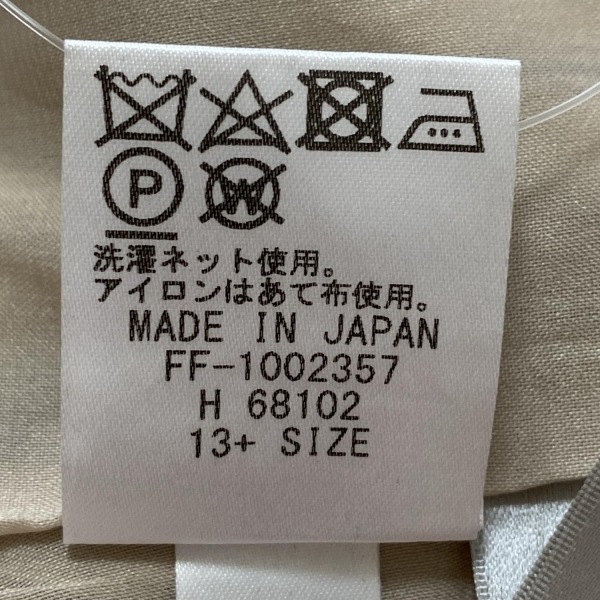 P W
洗濯ネット使用。
アイロンはあて布使用。
MADE IN JAPAN
FF-1002357
H 68102
13+ SIZE